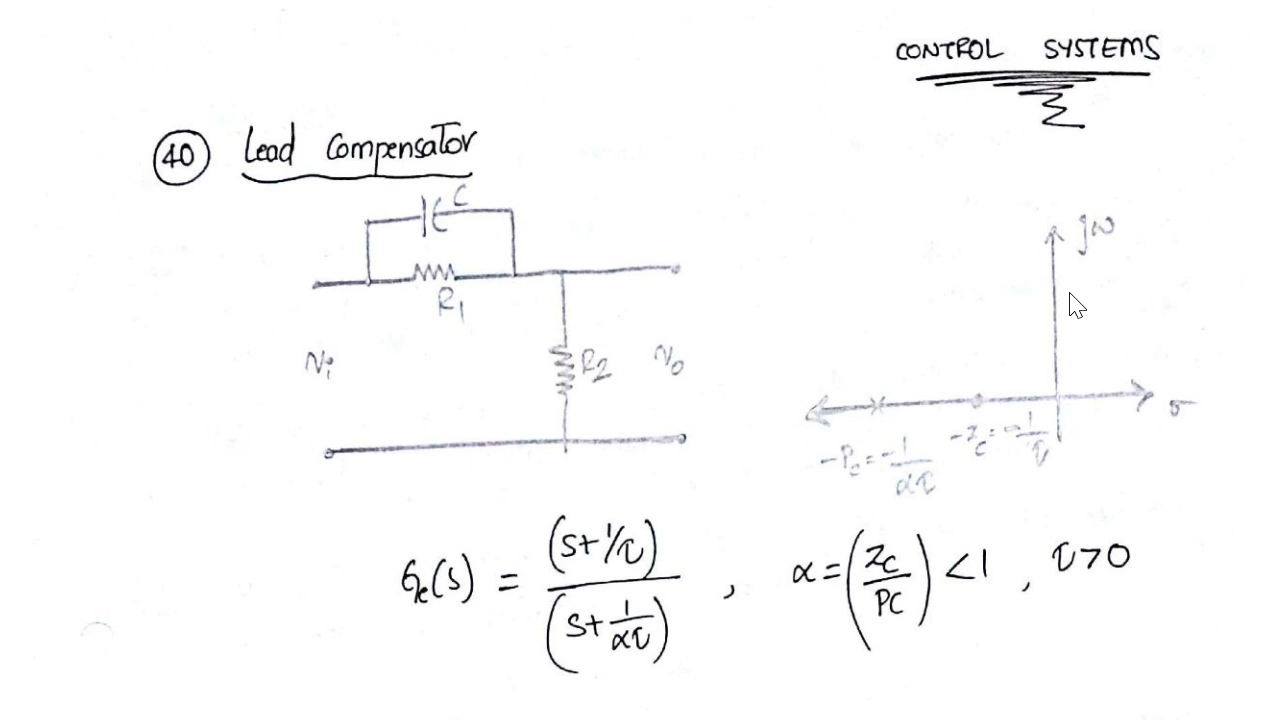 CONTROL SYSTEMS
40 Lead Compensator
C
jω
R1
Vi
R2
Vo
σ
-Pc = -1/ατ
-Zc = -1/τ
Gc(s) = (s+1/τ)/(s+1/ατ) , α = (Zc/PC) <1 , τ>0